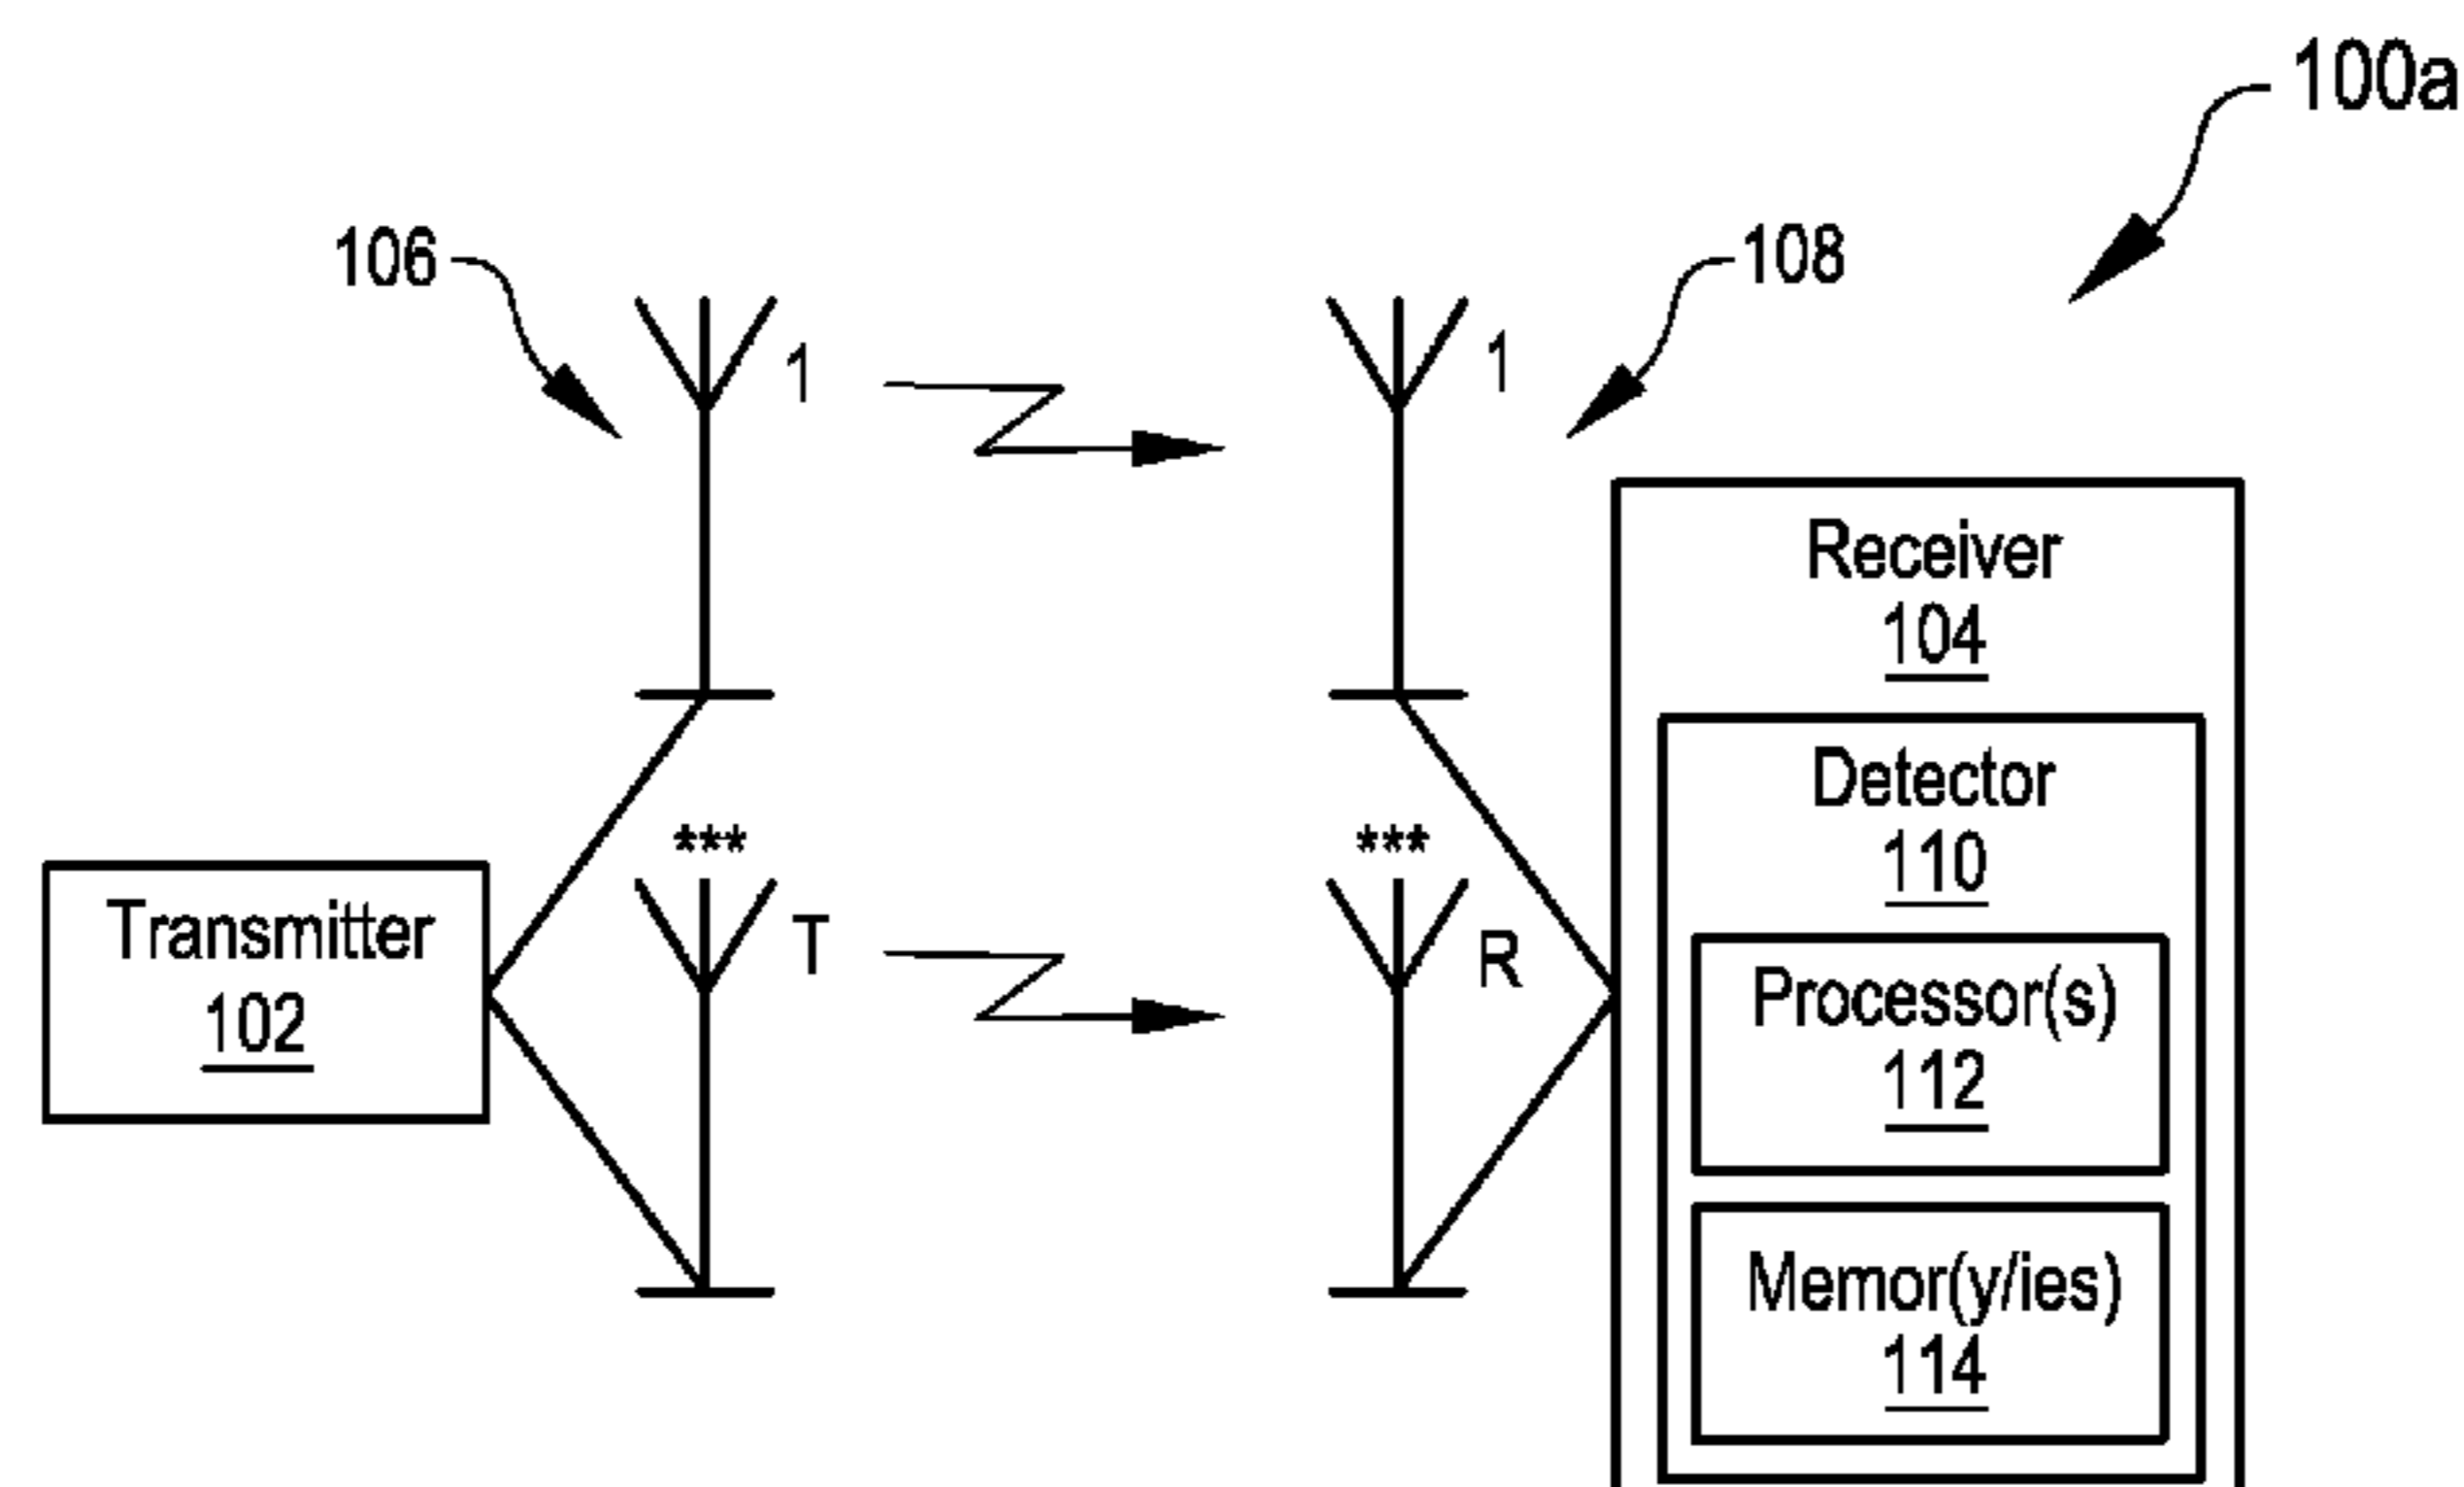 100a
106
108
1
1
Receiver
104
Detector
110
***
***
Transmitter
102
T
R
Processor(s)
112
Memor(y/ies)
114